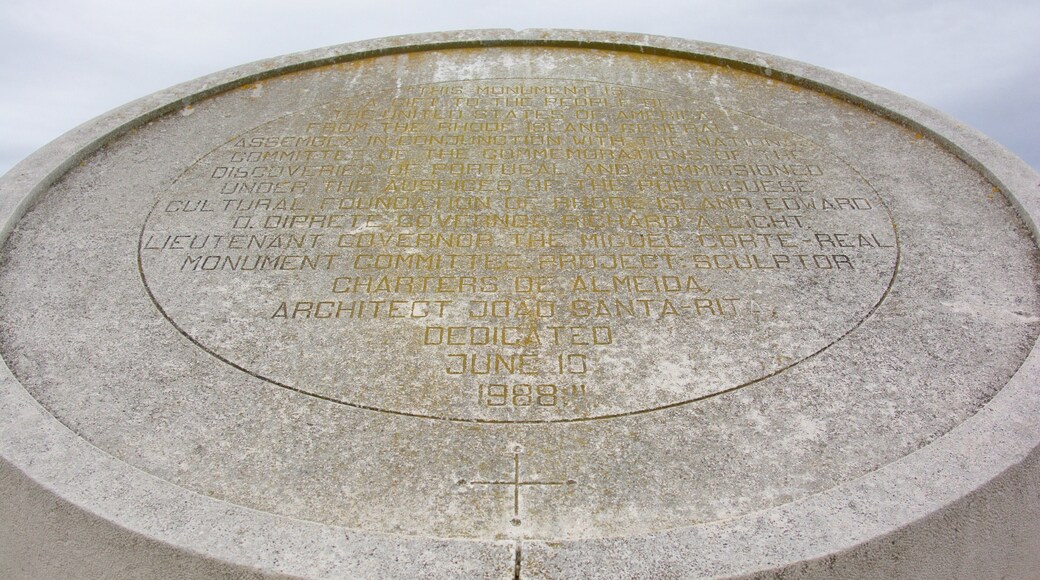 "THIS MONUMENT IS
A GIFT TO THE PEOPLE OF
THE UNITED STATES OF AMERICA
FROM THE RHODE ISLAND GENERAL
ASSEMBLY IN CONJUNCTION WITH THE NATIONAL
COMMITTEE OF THE COMMEMORATIONS OF THE
DISCOVERIES OF PORTUGAL AND COMMISSIONED
UNDER THE AUSPICES OF THE PORTUGUESE
CULTURAL FOUNDATION OF RHODE ISLAND, EDWARD
D. DIPRETE, GOVERNOR, RICHARD A. LICHT,
LIEUTENANT GOVERNOR THE MIGUEL CORTE-REAL
MONUMENT COMMITTEE PROJECT SCULPTOR
CHARTERS DE ALMEIDA,
ARCHITECT JOAO SANTA-RITA,
DEDICATED
JUNE 10
1988!"